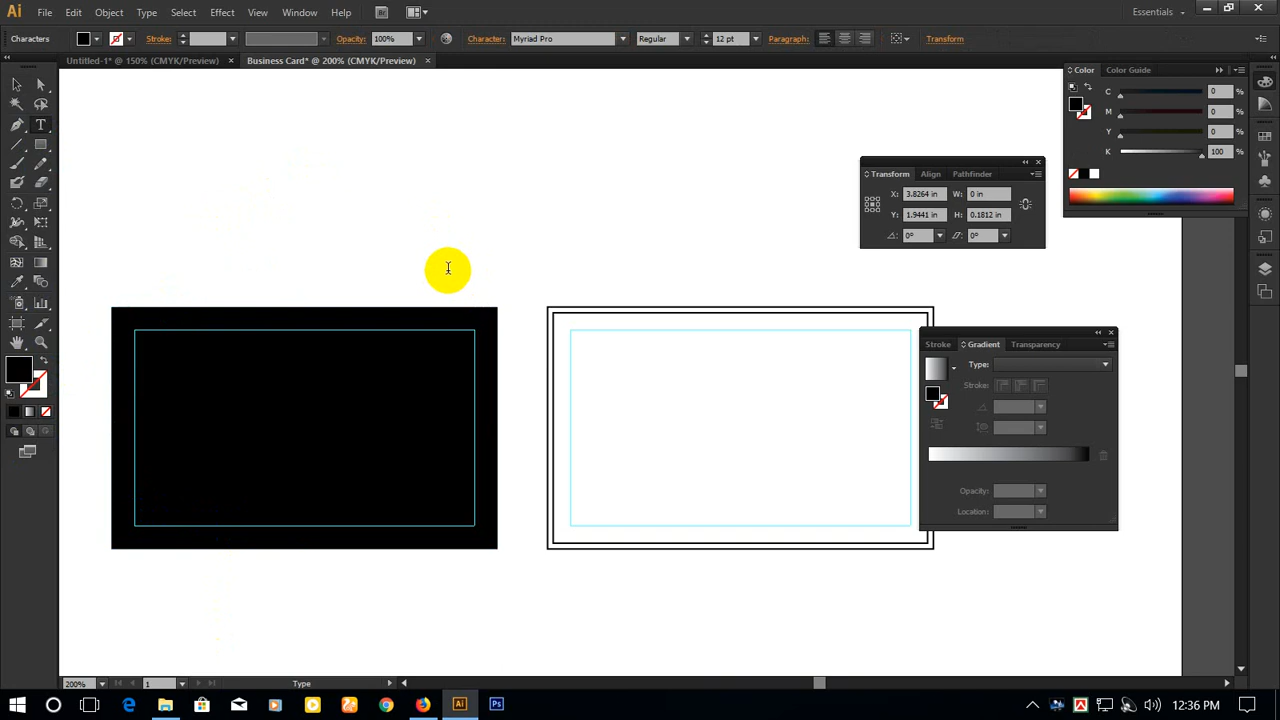 Ai File Edit Object Type Select Effect View Window Help Br Essentials
Characters Stroke: Opacity: 100% Character: Myriad Pro Regular 12 pt Paragraph: Transform
Untitled-1* @ 150% (CMYK/Preview) × Business Card* @ 200% (CMYK/Preview) ×
Color Color Guide
C 0 %
M 0 %
Y 0 %
K 100 %
Transform Align Pathfinder
X: 3.8264 in W: 0 in
Y: 1.9441 in H: 0.1812 in
0° 0°
Stroke Gradient Transparency
Type:
Stroke:
Opacity:
Location:
200% 1 Type
Ai Ps 12:36 PM